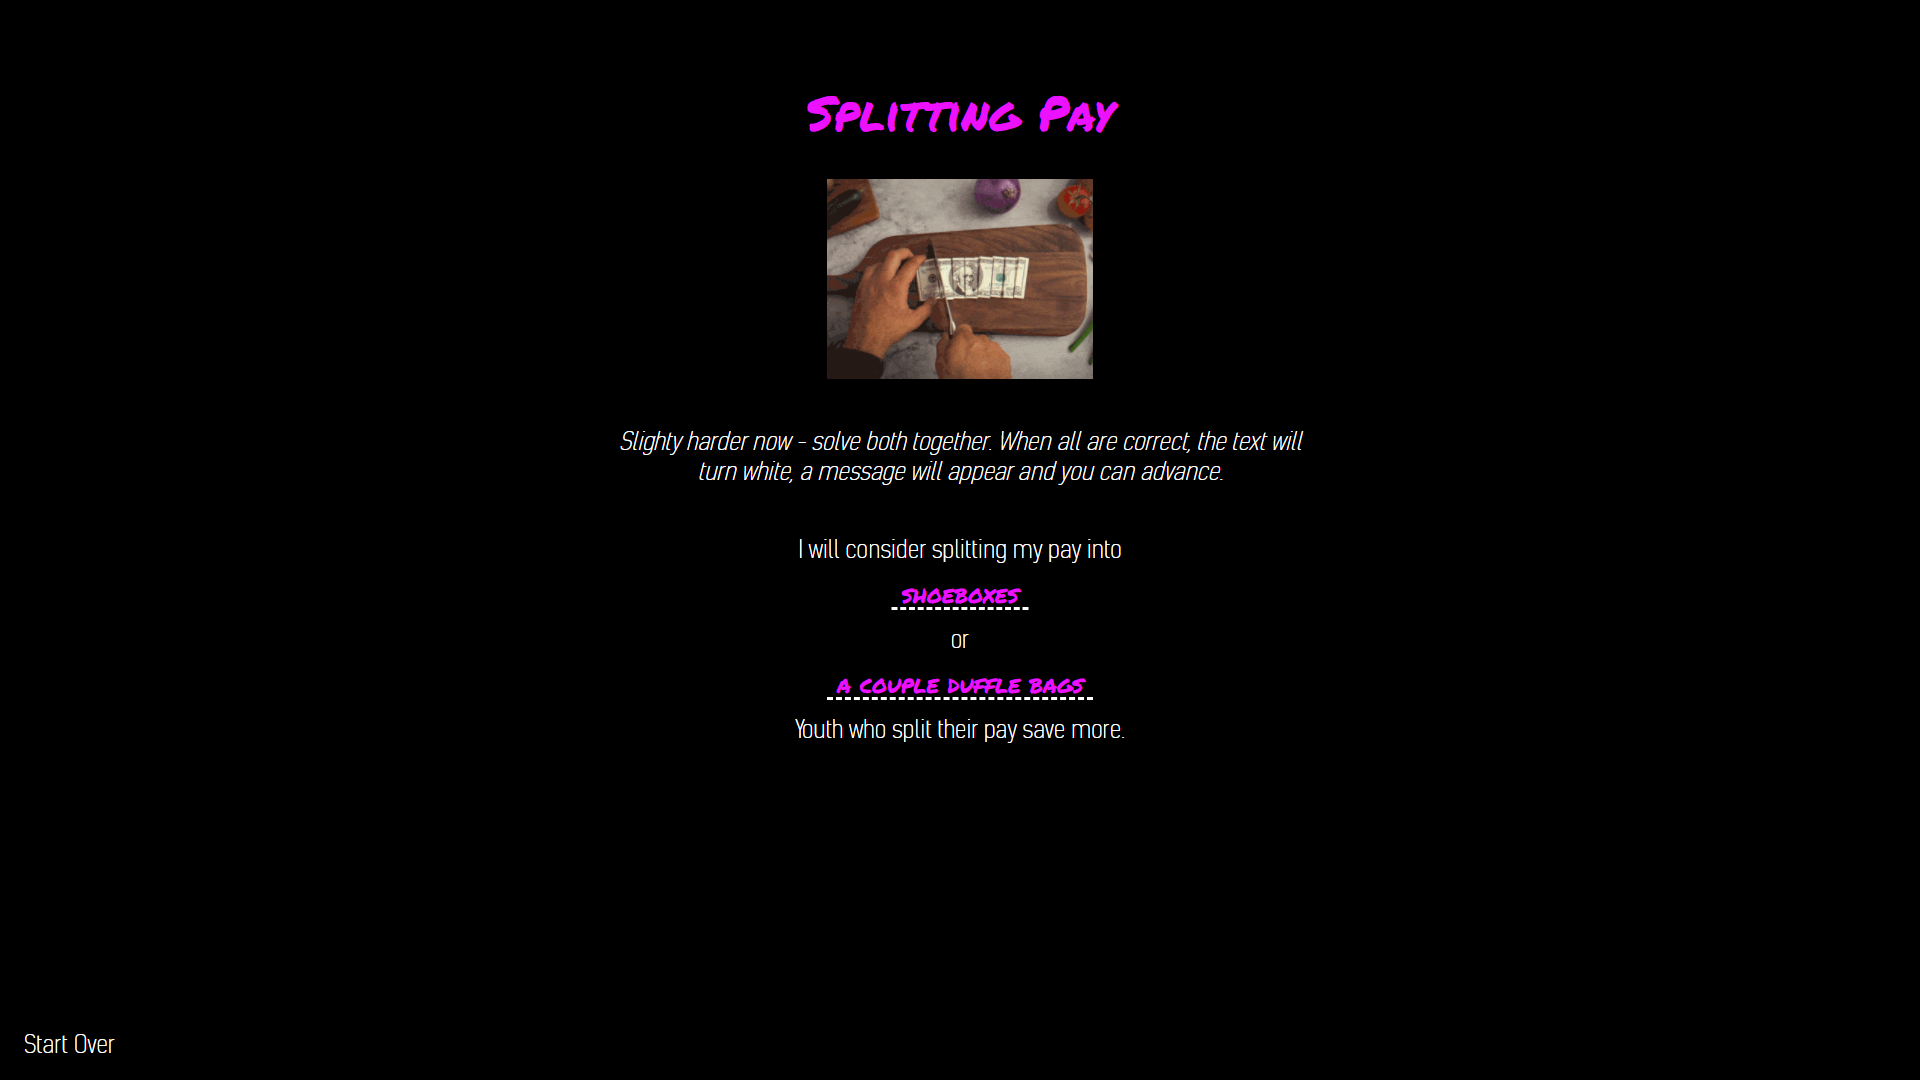 Splitting Pay
Slighty harder now - solve both together. When all are correct, the text will
turn white, a message will appear and you can advance.
I will consider splitting my pay into
shoeboxes
or
a couple duffle bags
Youth who split their pay save more.
Start Over